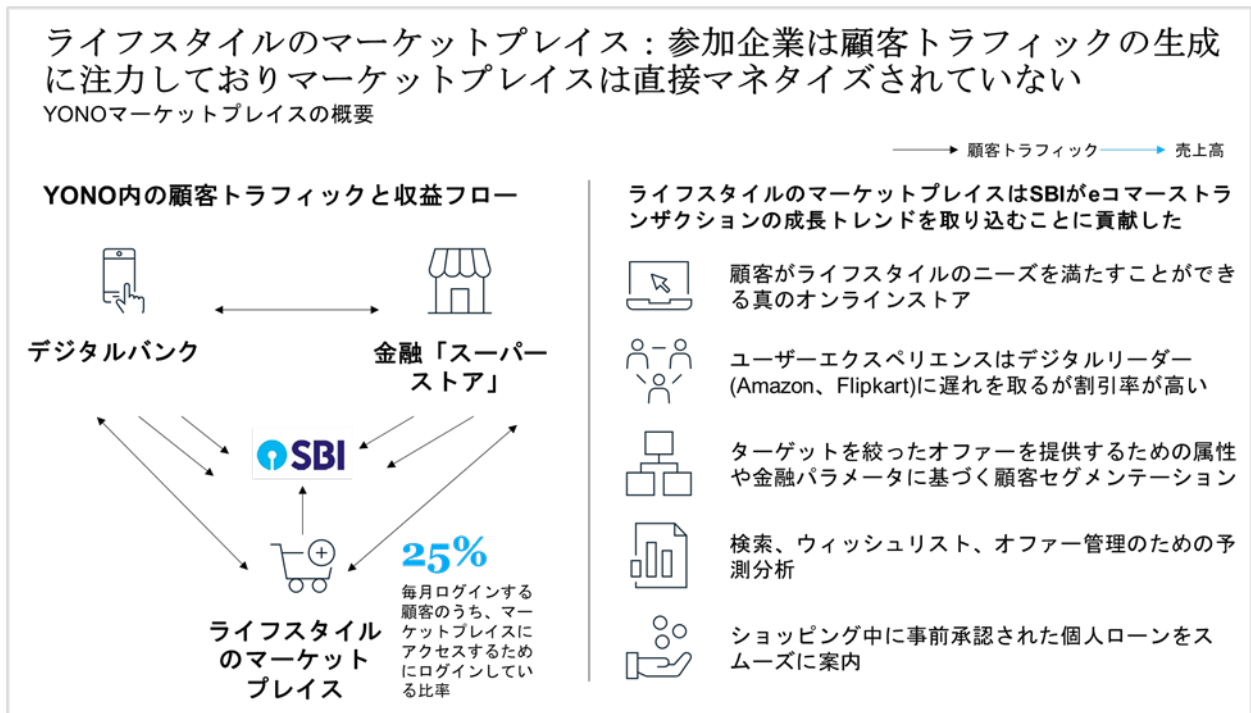 ライフスタイルのマーケットプレイス：参加企業は顧客トラフィックの生成
に注力しておりマーケットプレイスは直接マネタイズされていない
YONOマーケットプレイスの概要
顧客トラフィック
売上高
YONO内の顧客トラフィックと収益フロー
デジタルバンク
金融「スーパー
ストア」
SBI
25%
毎月ログインする
顧客のうち、マー
ケットプレイスに
アクセスするため
にログインしてい
る比率
ライフスタイル
のマーケット
プレイス
ライフスタイルのマーケットプレイスはSBIがeコマーストラ
ンザクションの成長トレンドを取り込むことに貢献した
顧客がライフスタイルのニーズを満たすことができ
る真のオンラインストア
ユーザーエクスペリエンスはデジタルリーダー
(Amazon、Flipkart)に遅れを取るが割引率が高い
ターゲットを絞ったオファーを提供するための属性
や金融パラメータに基づく顧客セグメンテーション
検索、ウィッシュリスト、オファー管理のための予
測分析
ショッピング中に事前承認された個人ローンをス
ムーズに案内